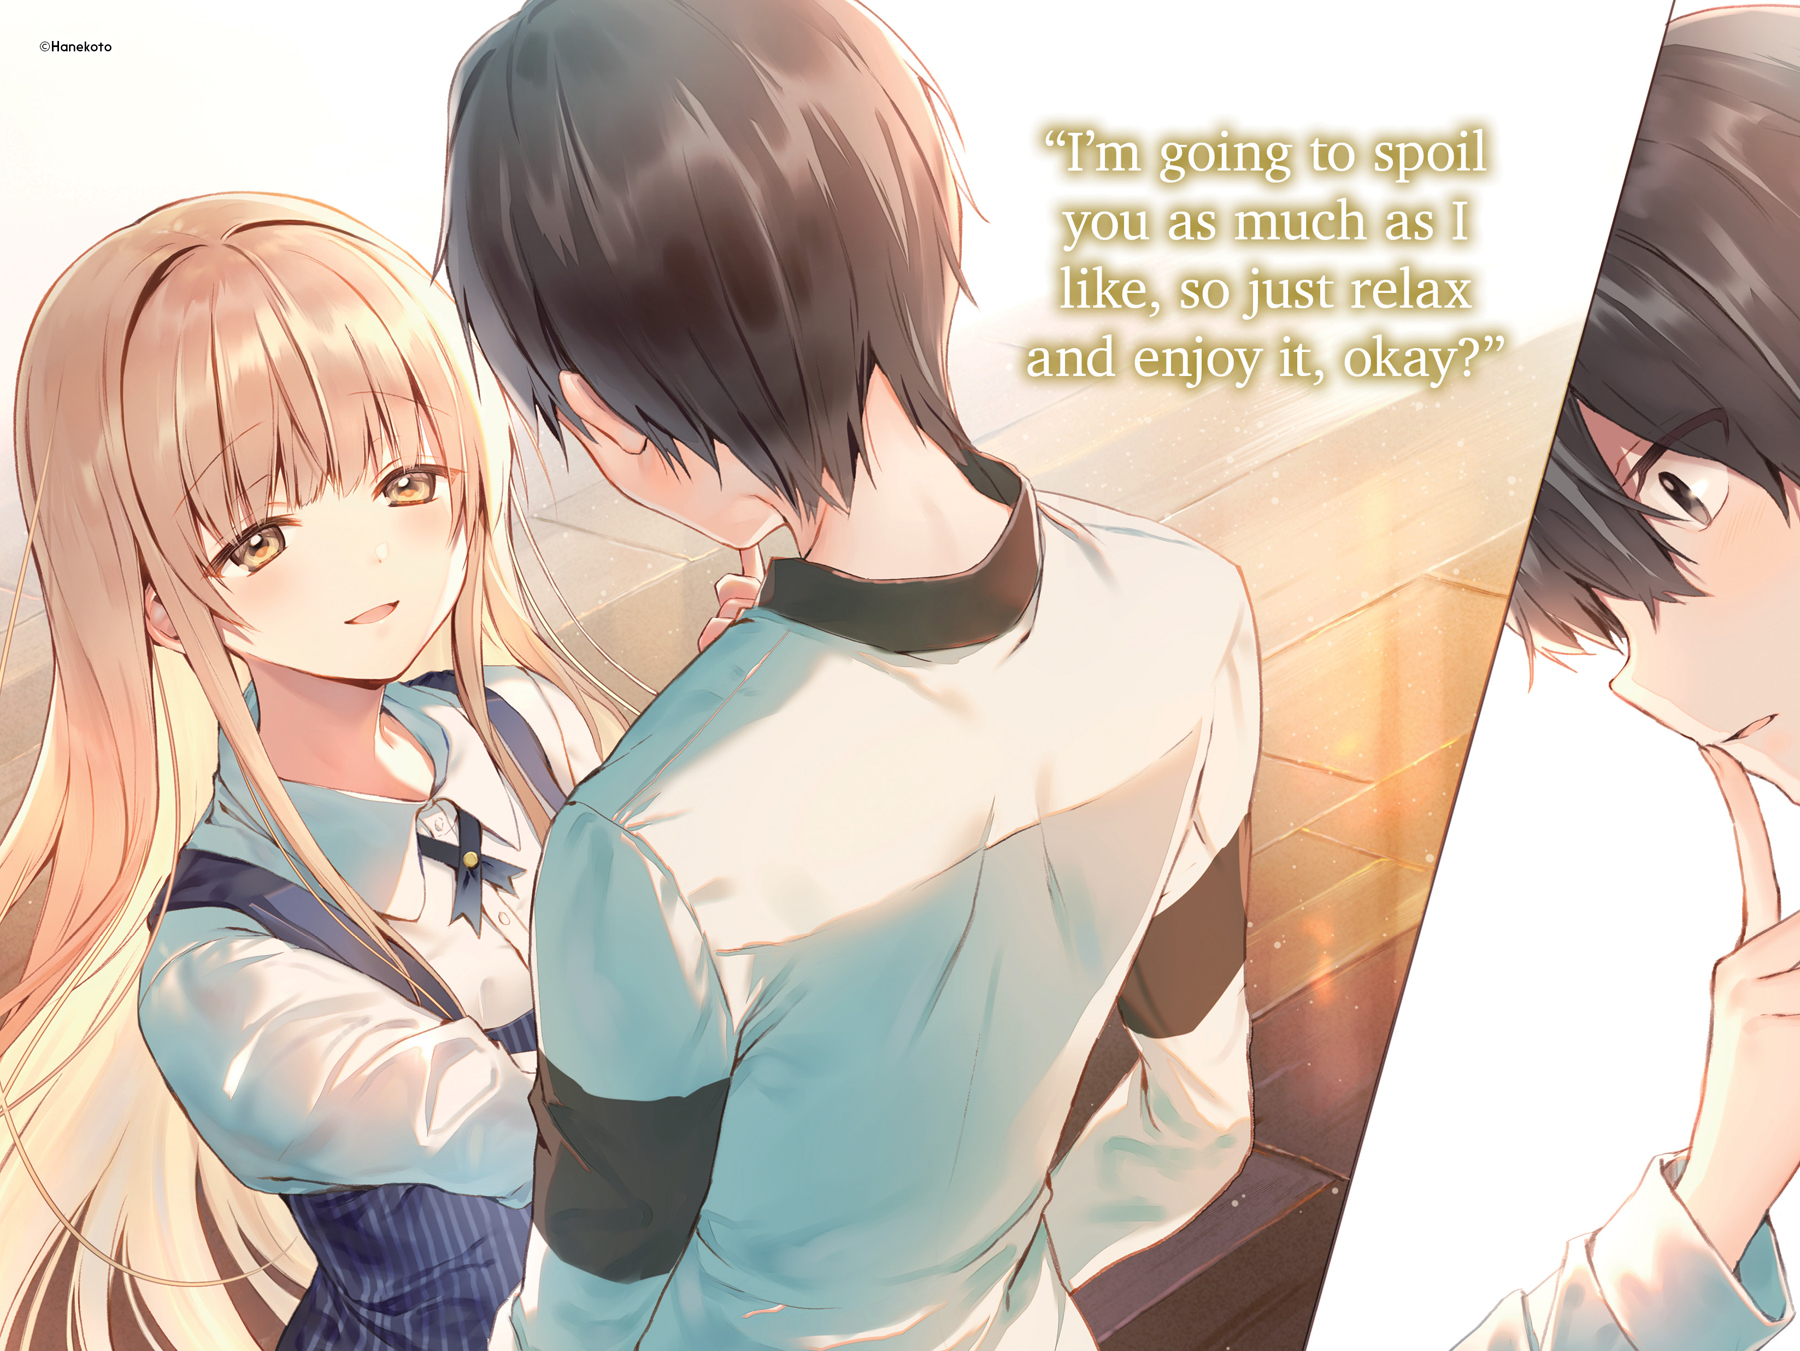 ©Hanekoto
“I’m going to spoil
you as much as I
like, so just relax
and enjoy it, okay?”